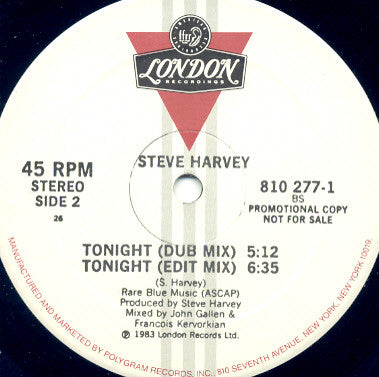 AMERICAN
ffrr
LONDON
RECORDINGS
STEVE HARVEY
45 RPM
STEREO
SIDE 2
26
810 277-1
BS
PROMOTIONAL COPY
NOT FOR SALE
TONIGHT (DUB MIX) 5:12
TONIGHT (EDIT MIX) 6:35
(S. Harvey)
Rare Blue Music (ASCAP)
Produced by Steve Harvey
Mixed by John Gallen &
Francois Kervorkian
℗ 1983 London Records Ltd.
MANUFACTURED AND MARKETED BY POLYGRAM RECORDS, INC., 810 SEVENTH AVENUE, NEW YORK, NEW YORK 10019